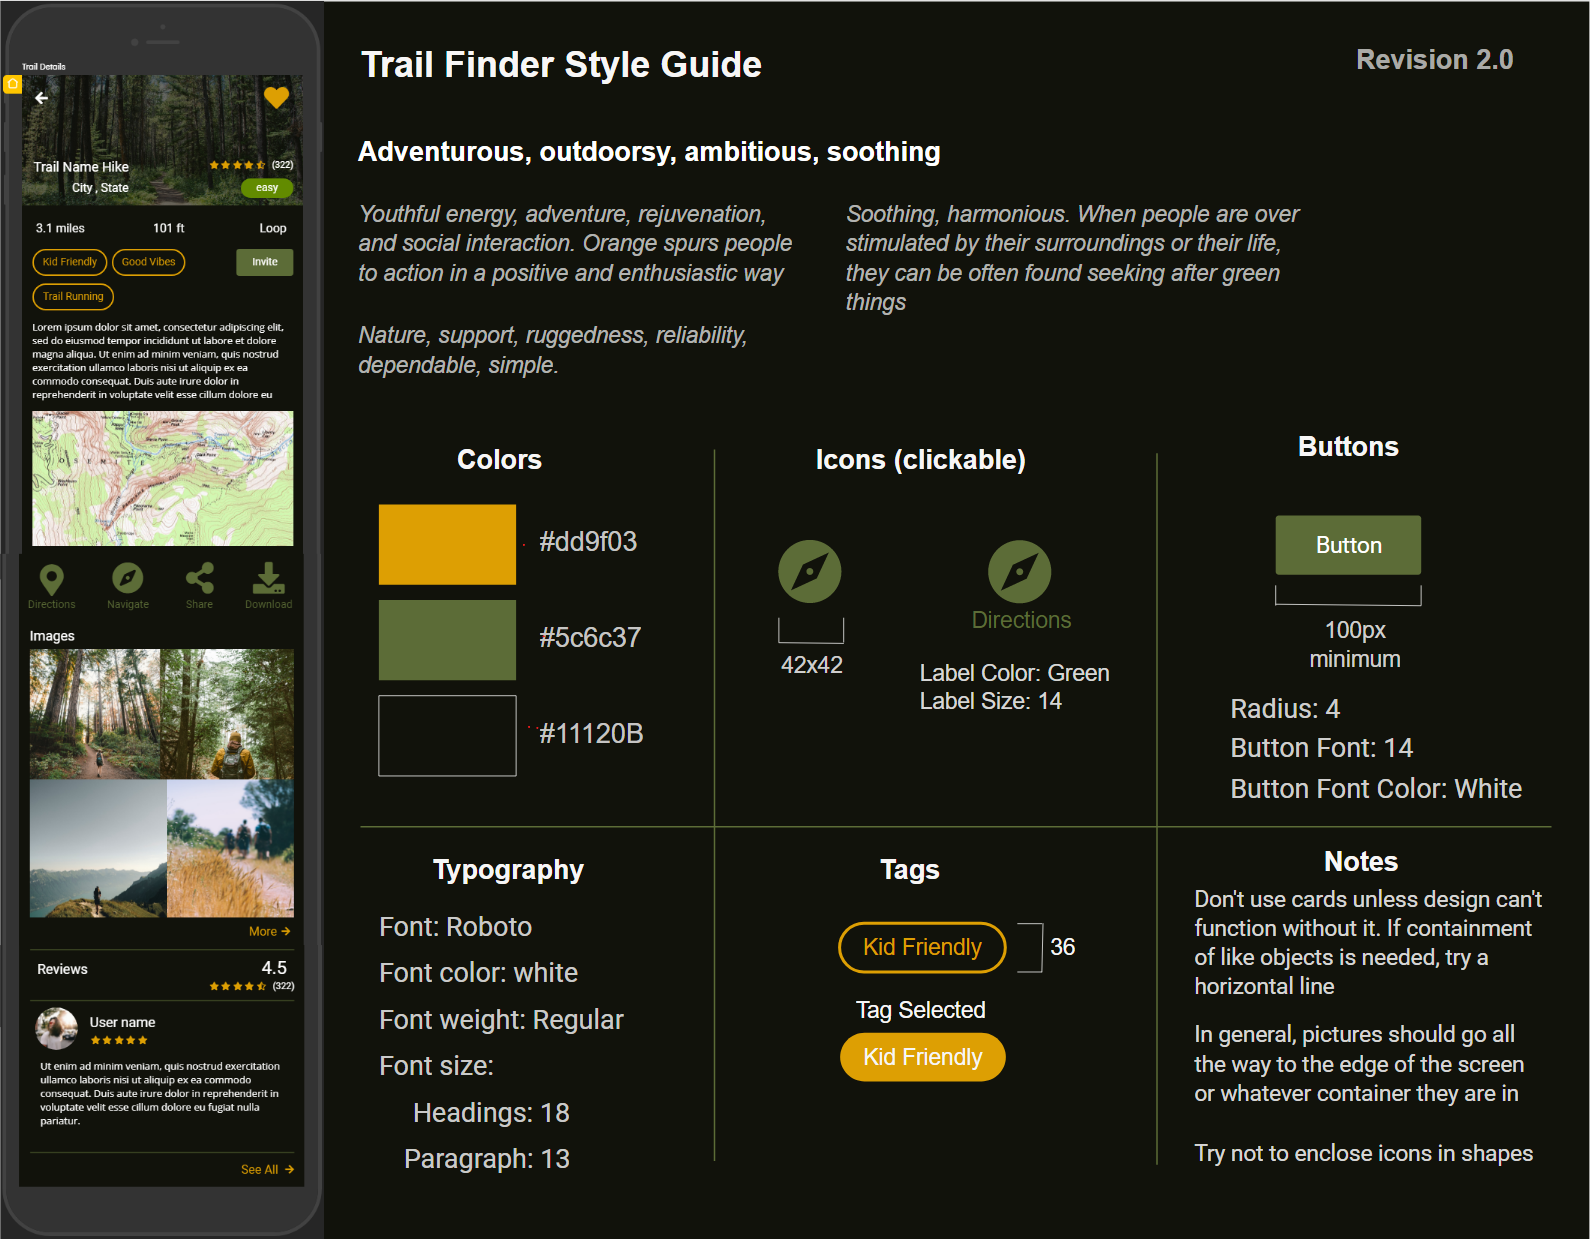 Trail Details
Trail Name Hike
(322)
City , State
easy
3.1 miles
101 ft
Loop
Kid Friendly
Good Vibes
Invite
Trail Running
Lorem ipsum dolor sit amet, consectetur adipiscing elit,
sed do eiusmod tempor incididunt ut labore et dolore
magna aliqua. Ut enim ad minim veniam, quis nostrud
exercitation ullamco laboris nisi ut aliquip ex ea
commodo consequat. Duis aute irure dolor in
reprehenderit in voluptate velit esse cillum dolore eu
YOSEMITE
Directions
Navigate
Share
Download
Images
More
Reviews
4.5
(322)
User name
Ut enim ad minim veniam, quis nostrud exercitation
ullamco laboris nisi ut aliquip ex ea commodo
consequat. Duis aute irure dolor in reprehenderit in
voluptate velit esse cillum dolore eu fugiat nulla
pariatur.
See All
Trail Finder Style Guide
Revision 2.0
Adventurous, outdoorsy, ambitious, soothing
Youthful energy, adventure, rejuvenation,
and social interaction. Orange spurs people
to action in a positive and enthusiastic way
Nature, support, ruggedness, reliability,
dependable, simple.
Soothing, harmonious. When people are over
stimulated by their surroundings or their life,
they can be often found seeking after green
things
Colors
#dd9f03
#5c6c37
#11120B
Icons (clickable)
42x42
Directions
Label Color: Green
Label Size: 14
Buttons
Button
100px
minimum
Radius: 4
Button Font: 14
Button Font Color: White
Typography
Font: Roboto
Font color: white
Font weight: Regular
Font size:
Headings: 18
Paragraph: 13
Tags
Kid Friendly
36
Tag Selected
Kid Friendly
Notes
Don't use cards unless design can't
function without it. If containment
of like objects is needed, try a
horizontal line
In general, pictures should go all
the way to the edge of the screen
or whatever container they are in
Try not to enclose icons in shapes